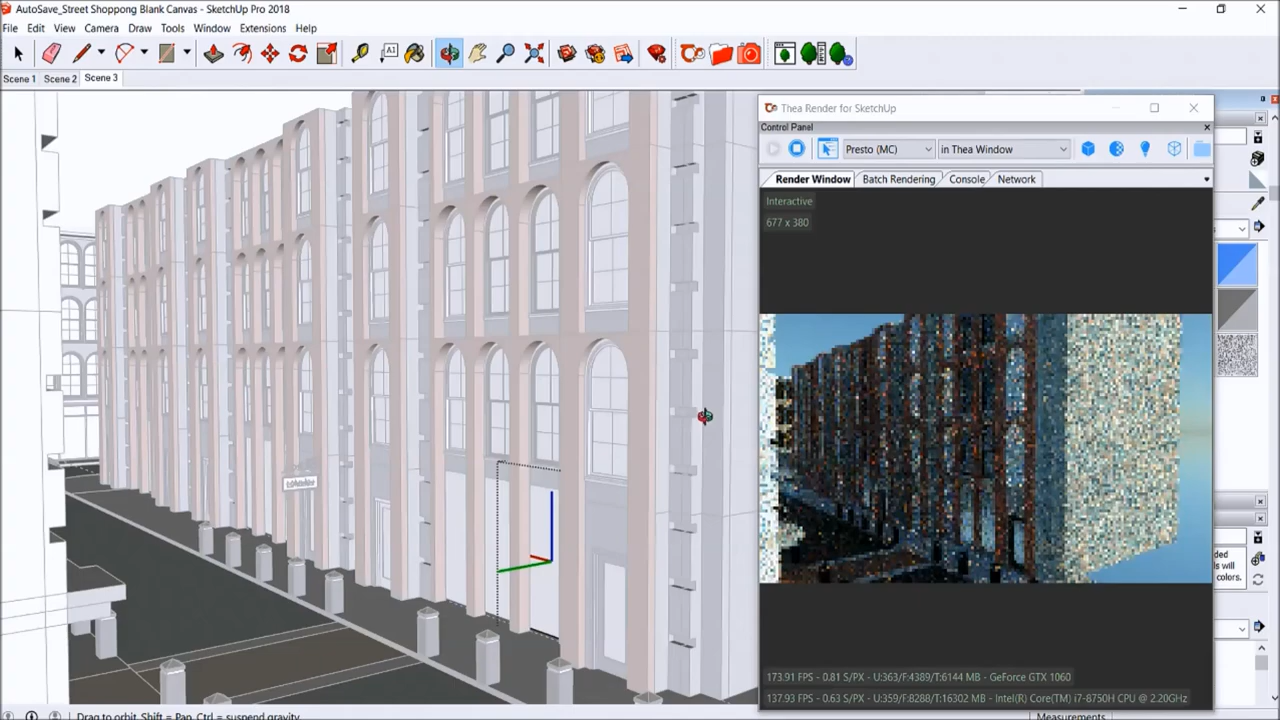 AutoSave_Street Shoppong Blank Canvas - SketchUp Pro 2018
File Edit View Camera Draw Tools Window Extensions Help
A1
Scene 1 Scene 2 Scene 3
Thea Render for SketchUp
Control Panel
Presto (MC) in Thea Window
Render Window Batch Rendering Console Network
Interactive
677 x 380
173.91 FPS - 0.81 S/PX - U:363/F:4389/T:6144 MB - GeForce GTX 1060
137.93 FPS - 0.63 S/PX - U:359/F:8288/T:16302 MB - Intel(R) Core(TM) i7-8750H CPU @ 2.20GHz
ded
ls will
colors.
Drag to orbit. Shift = Pan, Ctrl = suspend gravity
Measurements